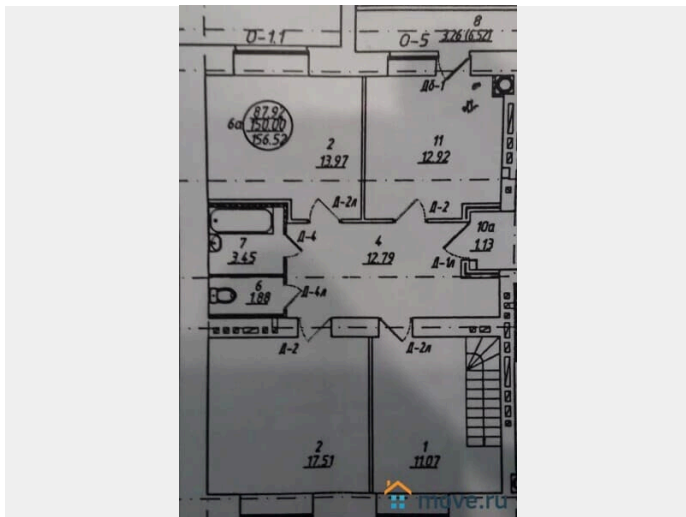 8
О-1.1
О-5
3.26 (6.52)
Дб-1
87.92
6а 150.00
156.52
2
13.97
11
12.92
Д-2л
Д-2
10а
1.13
Д-4
7
3.45
4
12.79
Д-1л
6
1.88
Д-4л
Д-2
Д-2л
2
17.51
1
11.07
move.ru